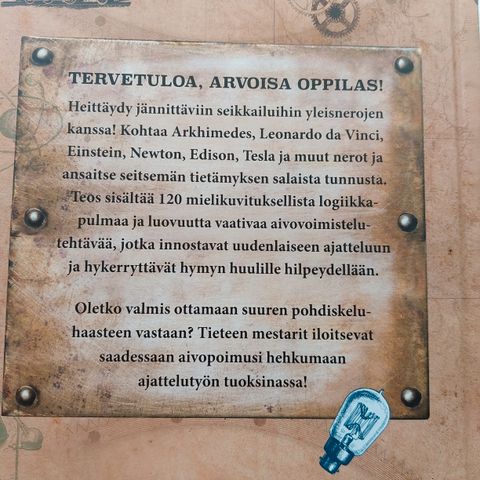 TERVETULOA, ARVOISA OPPILAS!
Heittäydy jännittäviin seikkailuihin yleisnerojen
kanssa! Kohtaa Arkhimedes, Leonardo da Vinci,
Einstein, Newton, Edison, Tesla ja muut nerot ja
ansaitse seitsemän tietämyksen salaista tunnusta.
Teos sisältää 120 mielikuvituksellista logiikka-
pulmaa ja luovuutta vaativaa aivovoimistelu-
tehtävää, jotka innostavat uudenlaiseen ajatteluun
ja hykerryttävät hymyn huulille hilpeydellään.
Oletko valmis ottamaan suuren pohdiskelu-
haasteen vastaan? Tieteen mestarit iloitsevat
saadessaan aivopoimusi hehkumaan
ajattelutyön tuoksinassa!